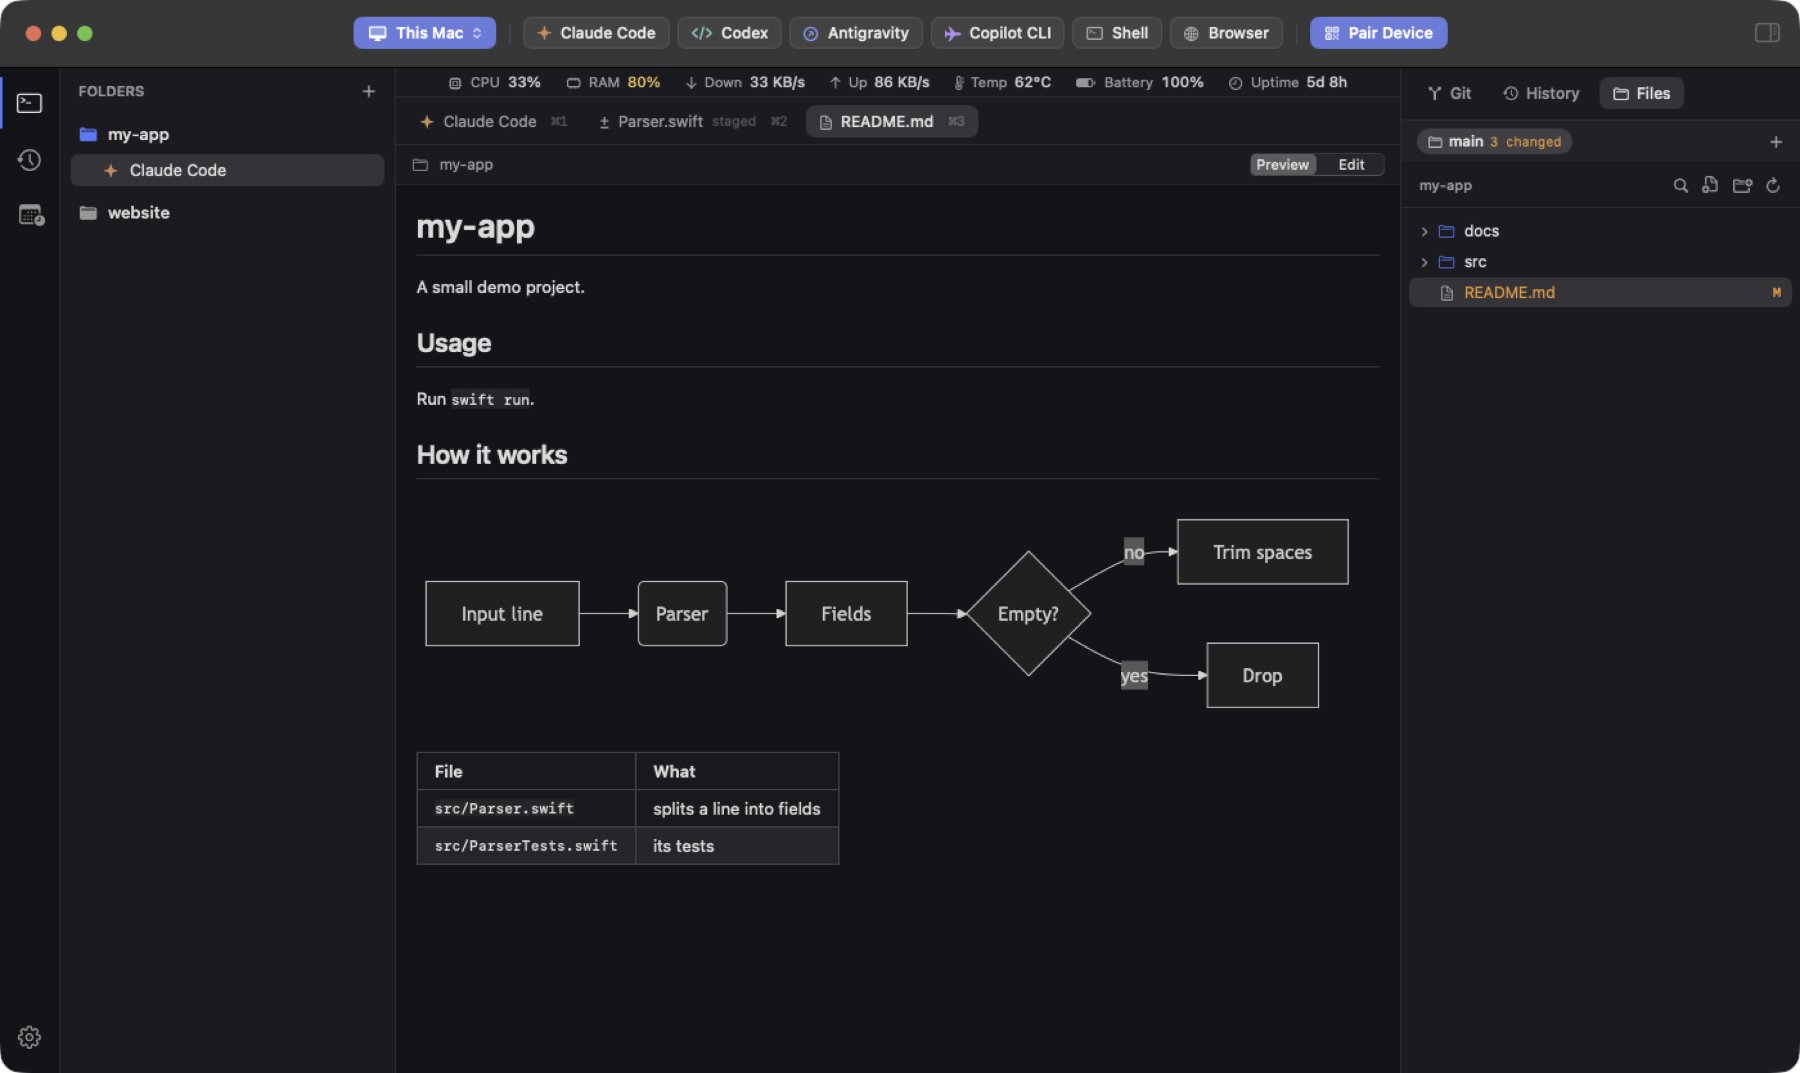 This Mac
Claude Code
Codex
Antigravity
Copilot CLI
Shell
Browser
Pair Device
FOLDERS
my-app
Claude Code
website
CPU 33% RAM 80% Down 33 KB/s Up 86 KB/s Temp 62°C Battery 100% Uptime 5d 8h
Claude Code ⌘1
Parser.swift staged ⌘2
README.md ⌘3
my-app
Preview Edit
my-app
A small demo project.
Usage
Run swift run.
How it works
Input line
Parser
Fields
Empty?
no
Trim spaces
yes
Drop
File What
src/Parser.swift splits a line into fields
src/ParserTests.swift its tests
Git History Files
main 3 changed
my-app
docs
src
README.md M